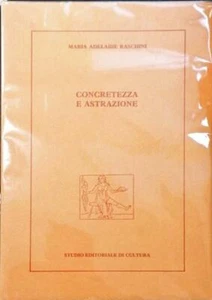 MARIA ADELAIDE RASCHINI
CONCRETEZZA
E ASTRAZIONE
STUDIO EDITORIALE DI CULTURA